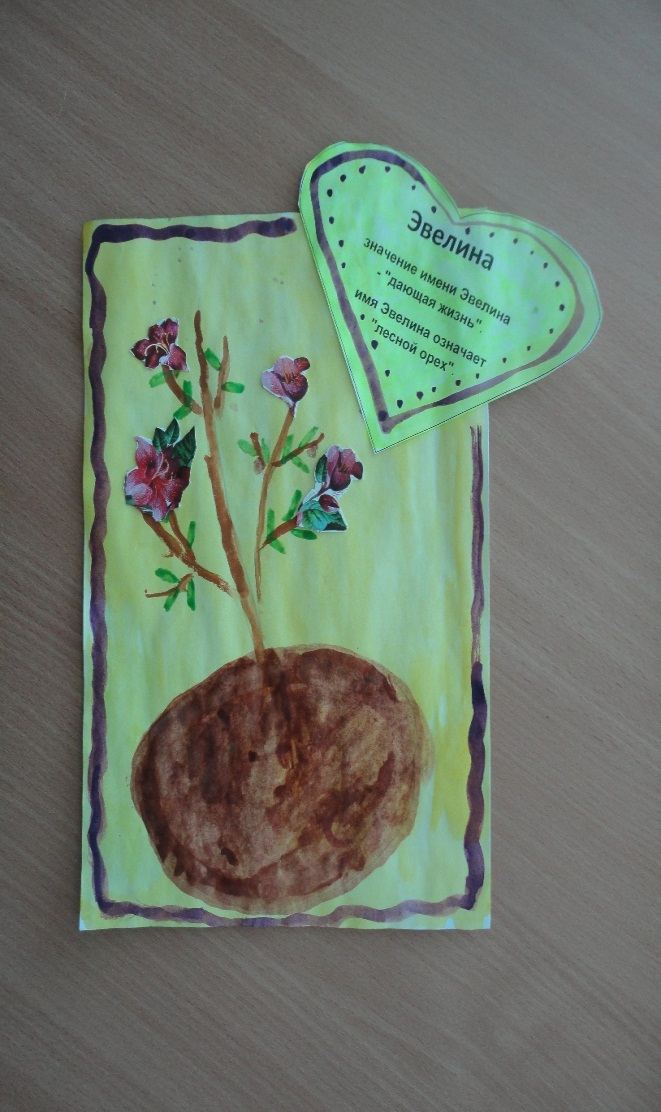 Эвелина
значение имени Эвелина
- "дающая жизнь".
имя Эвелина означает
"лесной орех".